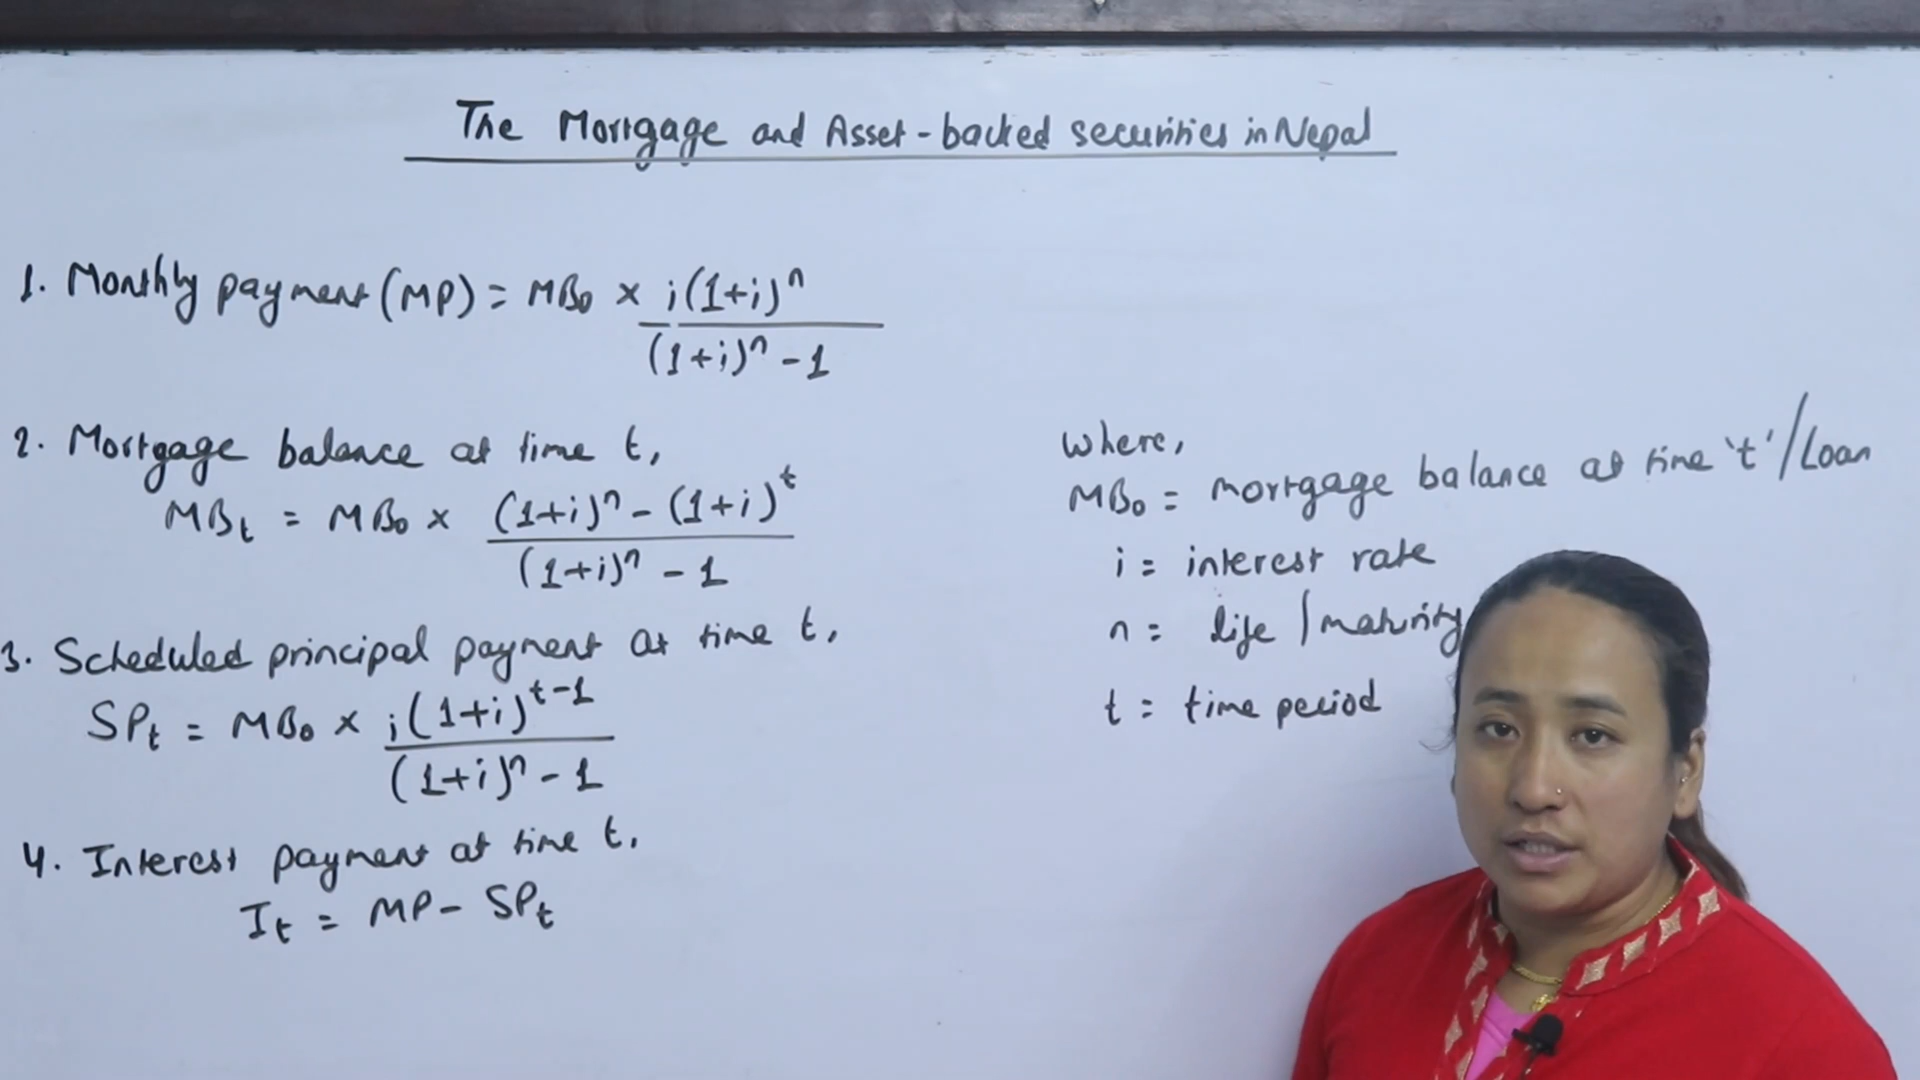 The Mortgage and Asset-backed securities in Nepal
1. Monthly payment (MP) = MB₀ × i(1+i)ⁿ / (1+i)ⁿ - 1
2. Mortgage balance at time t,
MBₜ = MB₀ × (1+i)ⁿ - (1+i)ᵗ / (1+i)ⁿ - 1
3. Scheduled principal payment at time t,
SPₜ = MB₀ × i(1+i)ᵗ⁻¹ / (1+i)ⁿ - 1
4. Interest payment at time t,
Iₜ = MP - SPₜ
where,
MB₀ = mortgage balance at time 't'/Loan
i = interest rate
n = life / maturity
t = time period